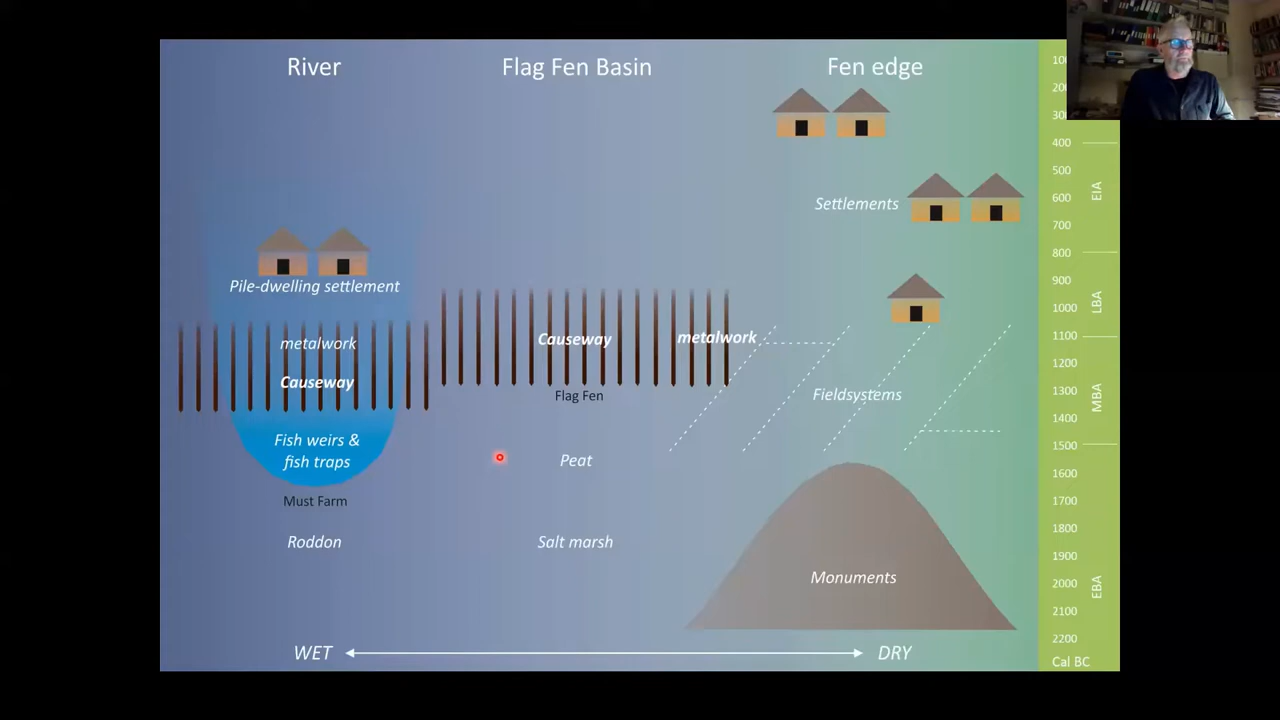 River
Flag Fen Basin
Fen edge
Settlements
Pile-dwelling settlement
metalwork
Causeway
Causeway
metalwork
Flag Fen
Fieldsystems
Fish weirs &
fish traps
Peat
Must Farm
Roddon
Salt marsh
Monuments
WET
DRY
400
500
600
700
800
900
1000
1100
1200
1300
1400
1500
1600
1700
1800
1900
2000
2100
2200
Cal BC
EIA
LBA
MBA
EBA